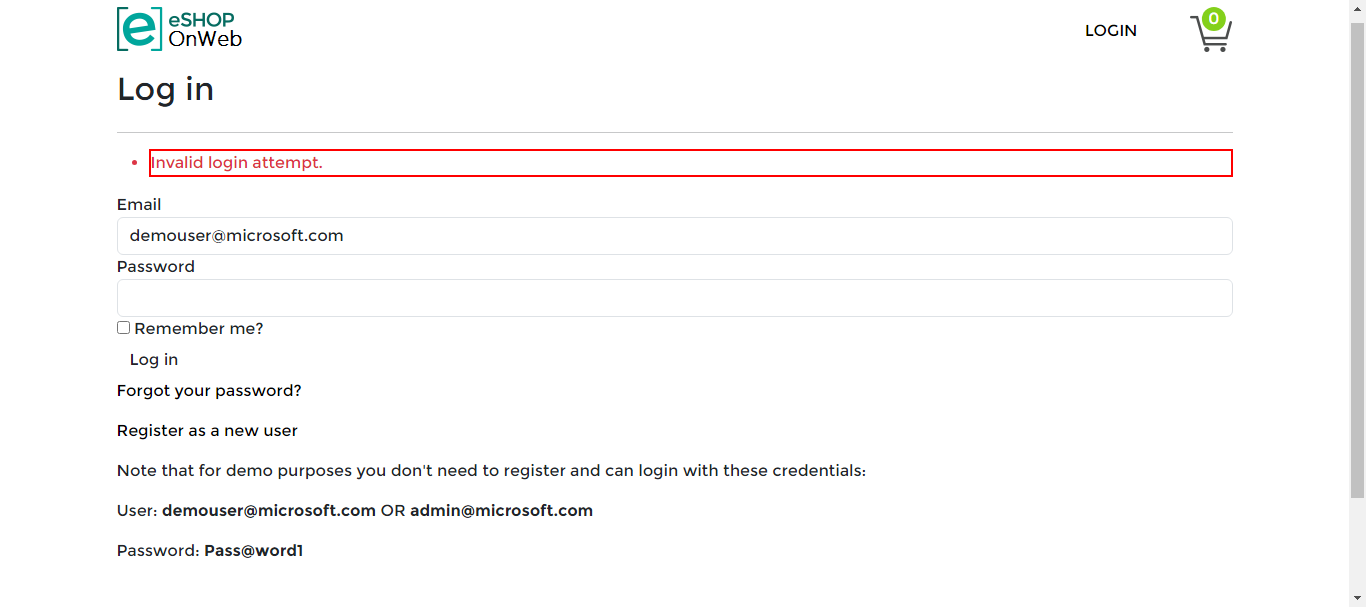 eSHOP
OnWeb
LOGIN
0
Log in
Invalid login attempt.
Email
demouser@microsoft.com
Password
Remember me?
Log in
Forgot your password?
Register as a new user
Note that for demo purposes you don't need to register and can login with these credentials:
User: demouser@microsoft.com OR admin@microsoft.com
Password: Pass@word1